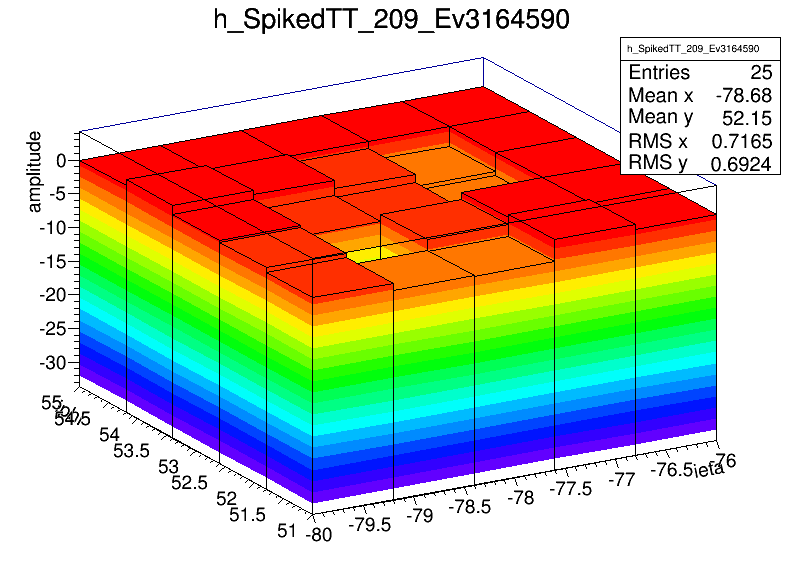 h_SpikedTT_209_Ev3164590
h_SpikedTT_209_Ev3164590
Entries 25
Mean x -78.68
Mean y 52.15
RMS x 0.7165
RMS y 0.6924
amplitude
0
-5
-10
-15
-20
-25
-30
55
54.5
54
53.5
53
52.5
52
51.5
51
-80
-79.5
-79
-78.5
-78
-77.5
-77
-76.5
-76
ieta